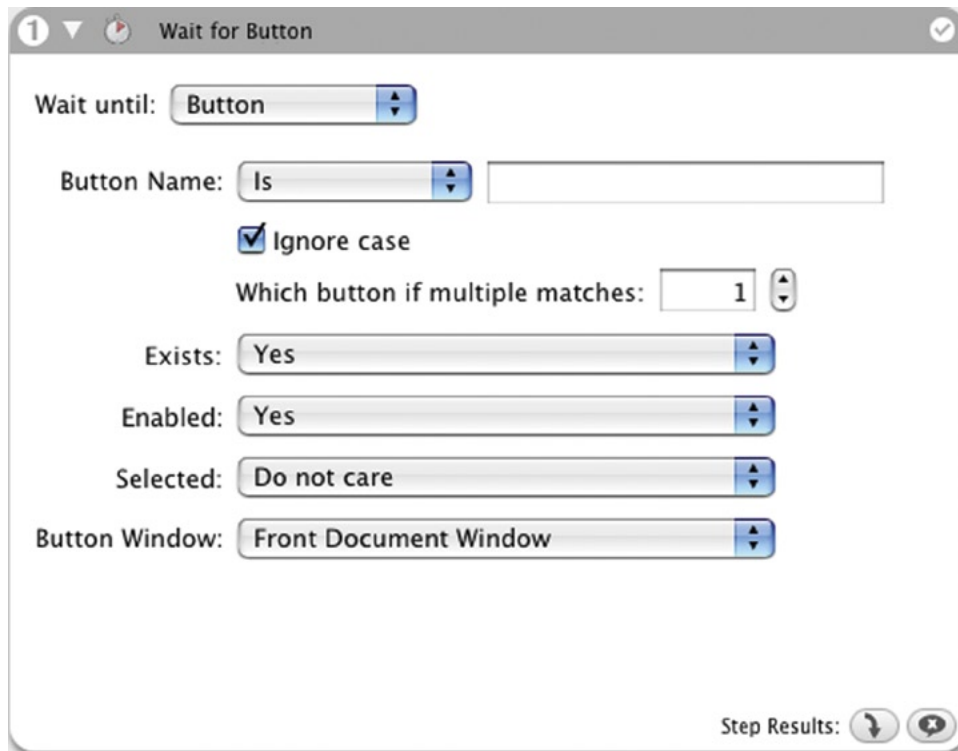 1 Wait for Button
Wait until: Button
Button Name: Is
Ignore case
Which button if multiple matches: 1
Exists: Yes
Enabled: Yes
Selected: Do not care
Button Window: Front Document Window
Step Results: